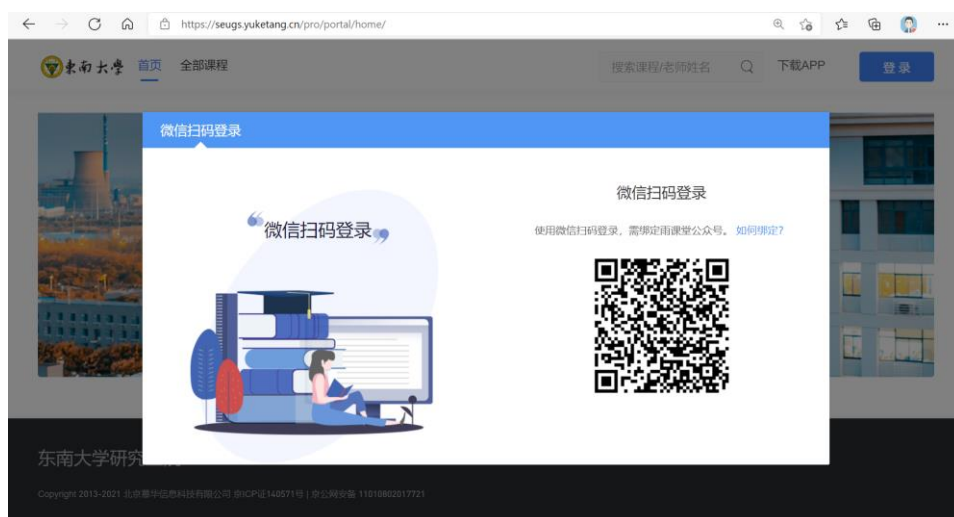 https://seugs.yuketang.cn/pro/portal/home/
东南大学 首页 全部课程 搜索课程/老师姓名 下载APP 登录
微信扫码登录
微信扫码登录
微信扫码登录
使用微信扫码登录，需绑定雨课堂公众号。如何绑定?
东南大学研究
Copyright 2013-2021 北京慕华信息科技有限公司 京ICP证140571号 | 京公网安备 11010802017721